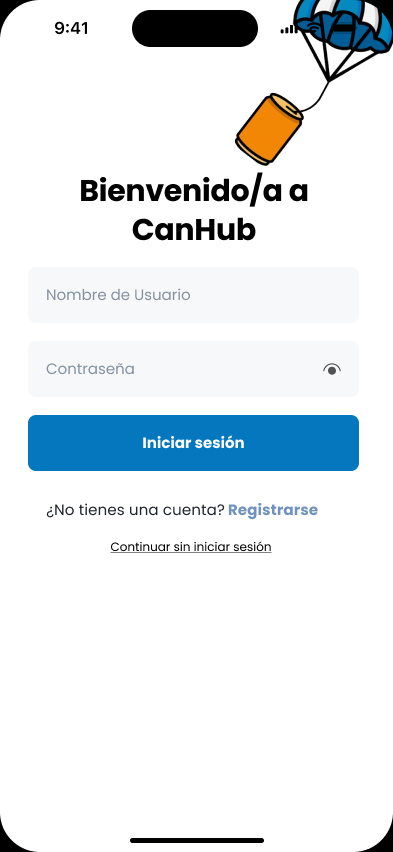 9:41
Bienvenido/a a
CanHub
Nombre de Usuario
Contraseña
Iniciar sesión
¿No tienes una cuenta? Registrarse
Continuar sin iniciar sesión